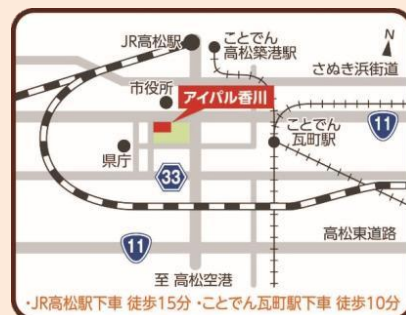 JR高松駅
ことでん
高松築港駅
N
さぬき浜街道
市役所
アイパル香川
11
ことでん
瓦町駅
県庁
33
高松東道路
11
至 高松空港
・JR高松駅下車 徒歩15分 ・ことでん瓦町駅下車 徒歩10分